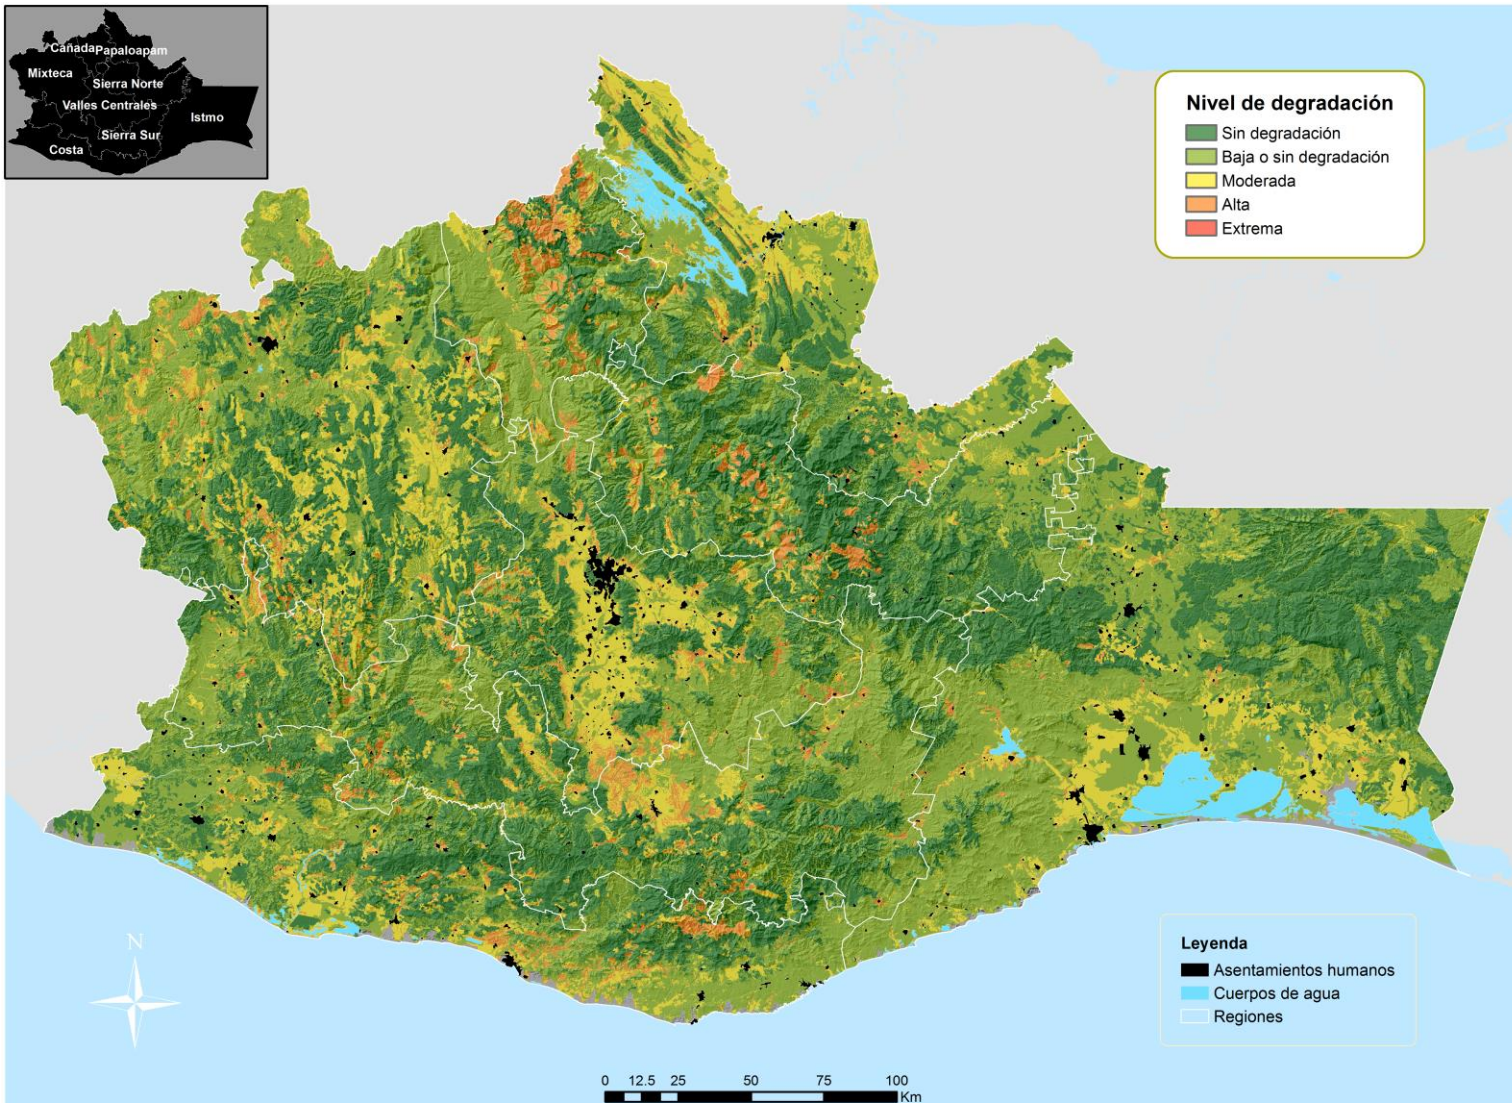 Cañada
Papaloapam
Mixteca
Sierra Norte
Valles Centrales
Istmo
Sierra Sur
Costa
Nivel de degradación
Sin degradación
Baja o sin degradación
Moderada
Alta
Extrema
N
Leyenda
Asentamientos humanos
Cuerpos de agua
Regiones
0 12.5 25 50 75 100
Km